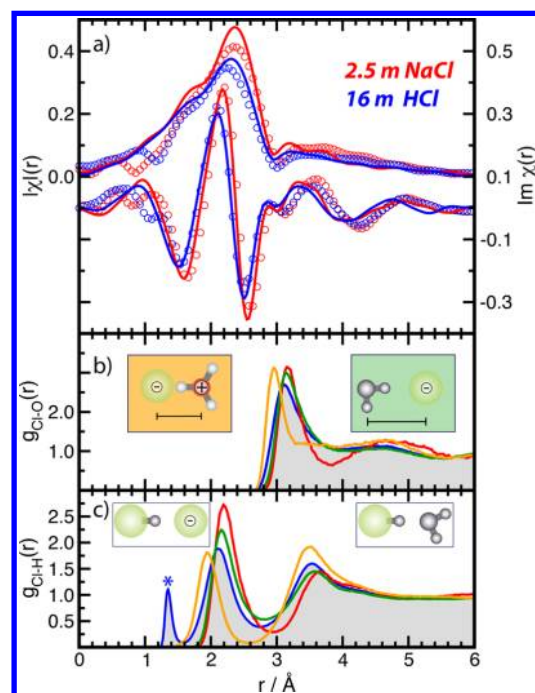 a)
2.5 m NaCl
16 m HCl
0.4
0.2
0.0
|χ|(r)
0.5
0.3
0.1
-0.1
-0.3
Im χ(r)
b)
2.0
1.0
g Cl-O (r)
- +
-
c)
2.5
2.0
1.5
1.0
0.5
g Cl-H (r)
-
*
0 1 2 3 4 5 6
r / Å